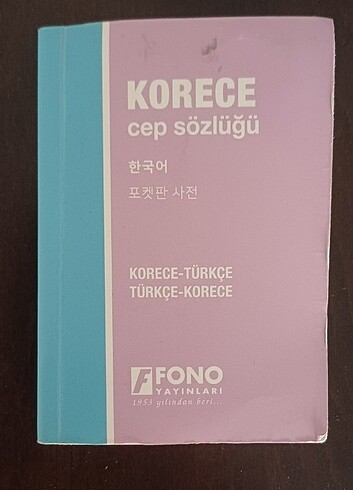 KORECE
cep sözlüğü
한국어
포켓판 사전
KORECE-TÜRKÇE
TÜRKÇE-KORECE
FONO
YAYINLARI
1953 yılından beri...